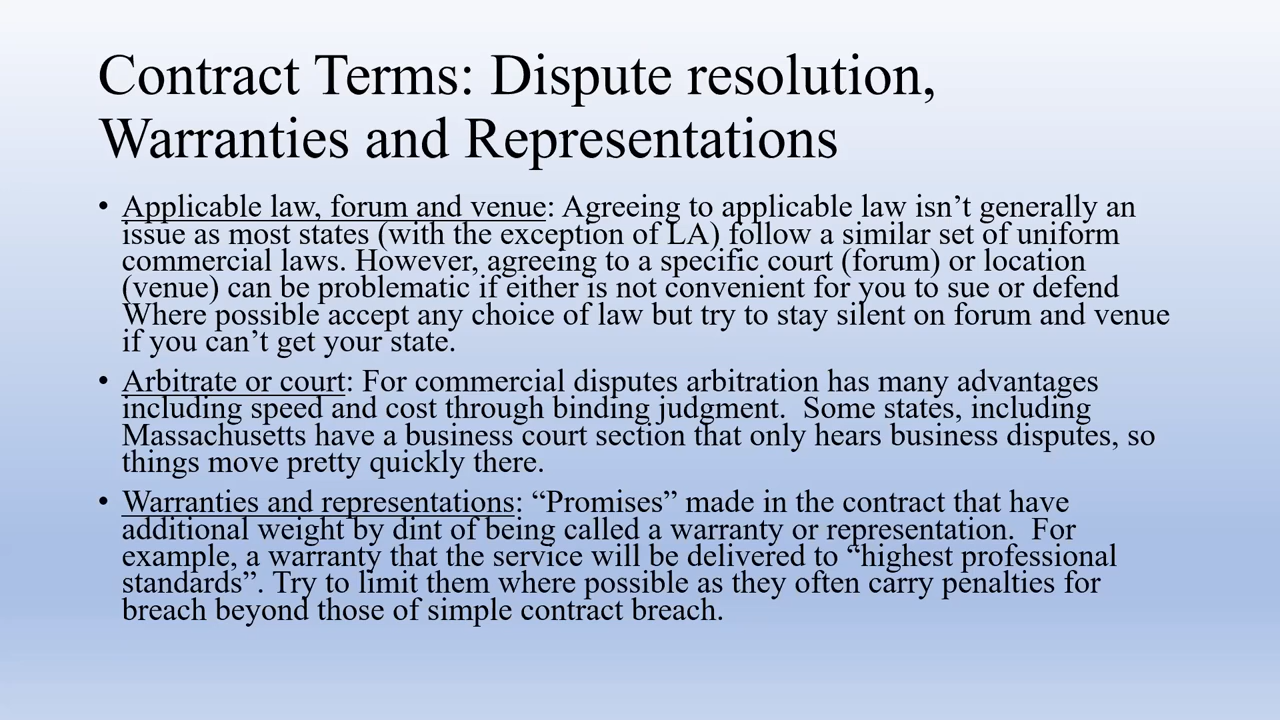 Contract Terms: Dispute resolution,
Warranties and Representations
• Applicable law, forum and venue: Agreeing to applicable law isn’t generally an
issue as most states (with the exception of LA) follow a similar set of uniform
commercial laws. However, agreeing to a specific court (forum) or location
(venue) can be problematic if either is not convenient for you to sue or defend
Where possible accept any choice of law but try to stay silent on forum and venue
if you can’t get your state.
• Arbitrate or court: For commercial disputes arbitration has many advantages
including speed and cost through binding judgment.  Some states, including
Massachusetts have a business court section that only hears business disputes, so
things move pretty quickly there.
• Warranties and representations: “Promises” made in the contract that have
additional weight by dint of being called a warranty or representation.  For
example, a warranty that the service will be delivered to “highest professional
standards”. Try to limit them where possible as they often carry penalties for
breach beyond those of simple contract breach.